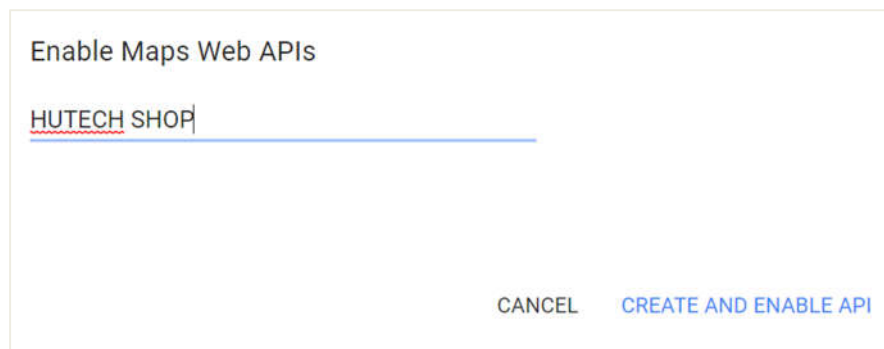 Enable Maps Web APIs
HUTECH SHOP
CANCEL CREATE AND ENABLE API